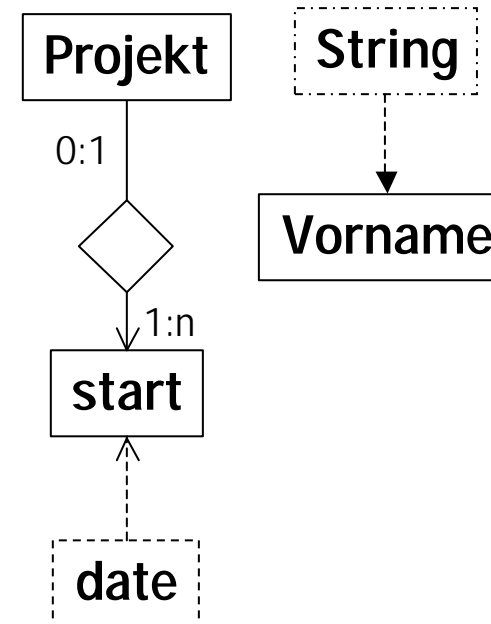 Projekt
String
0:1
Vorname
1:n
start
date